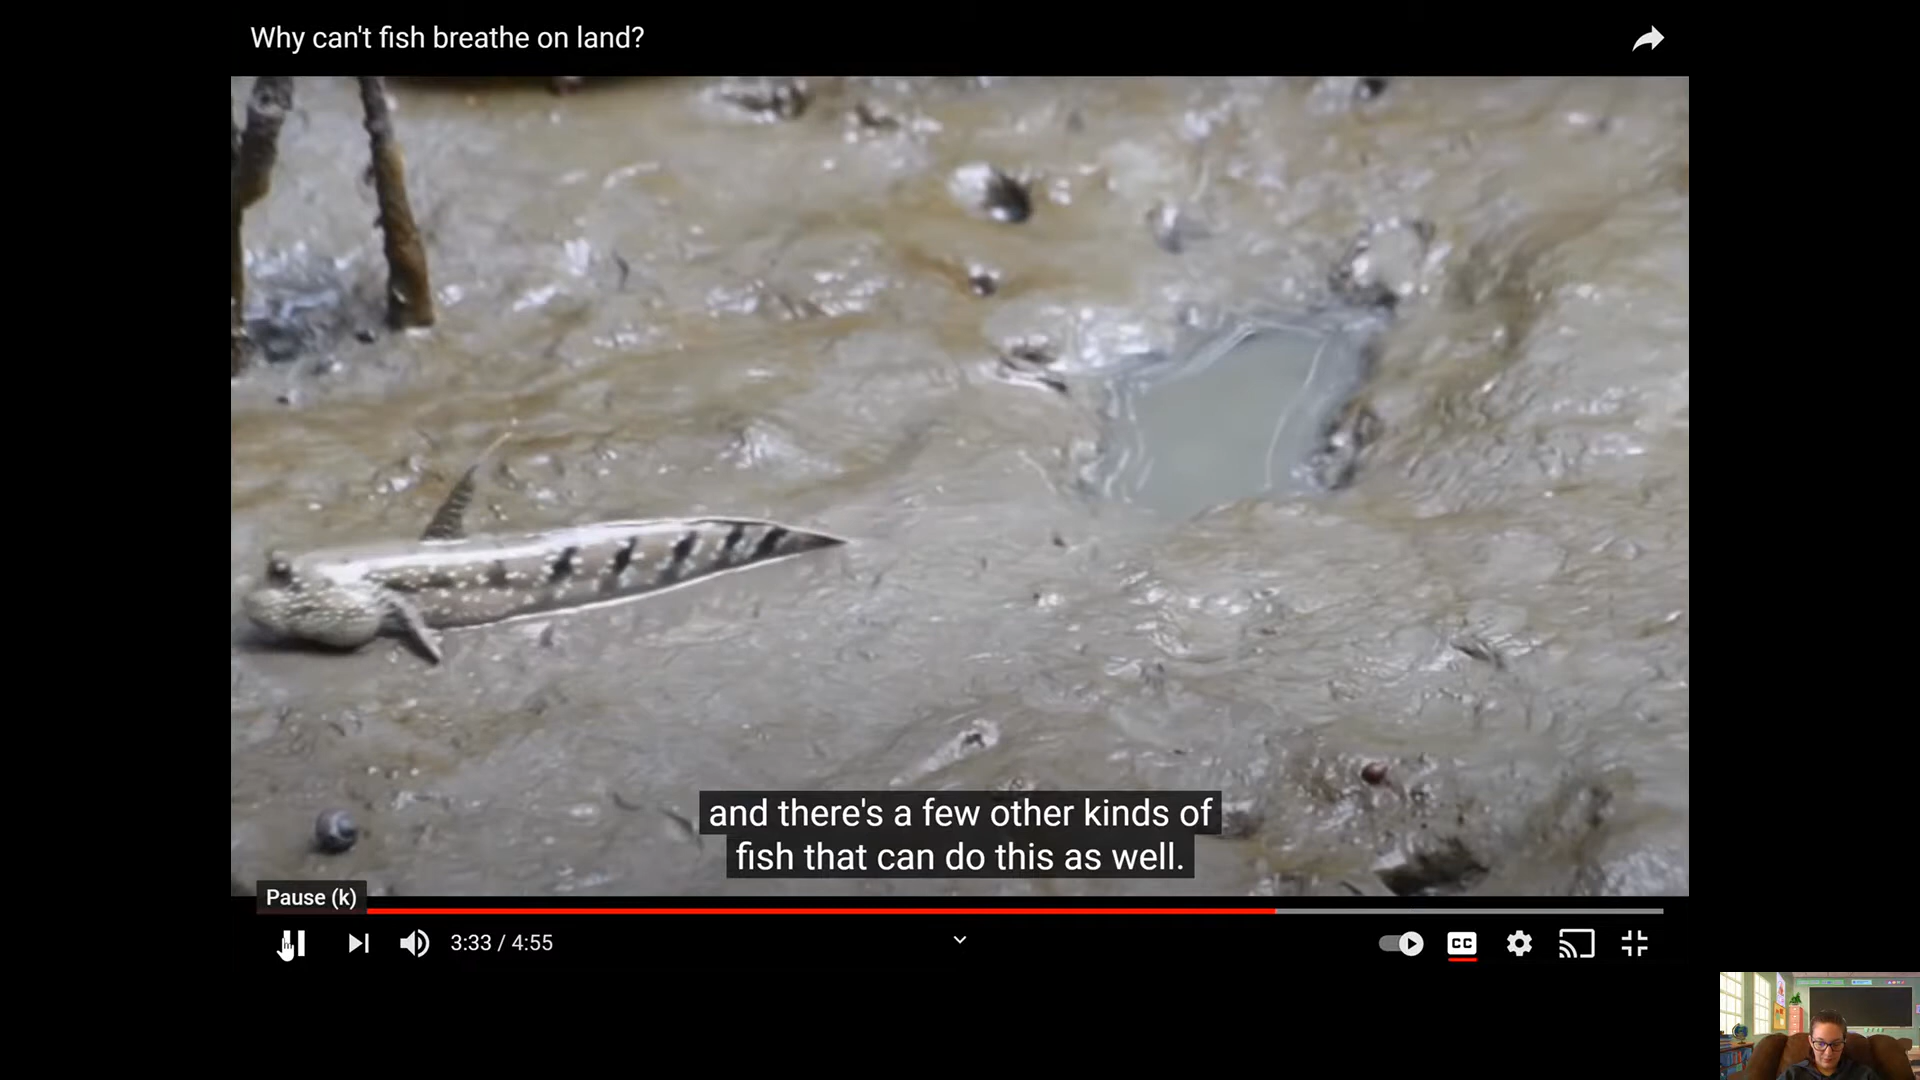 Why can't fish breathe on land?
and there's a few other kinds of
fish that can do this as well.
Pause (k)
3:33 / 4:55
CC